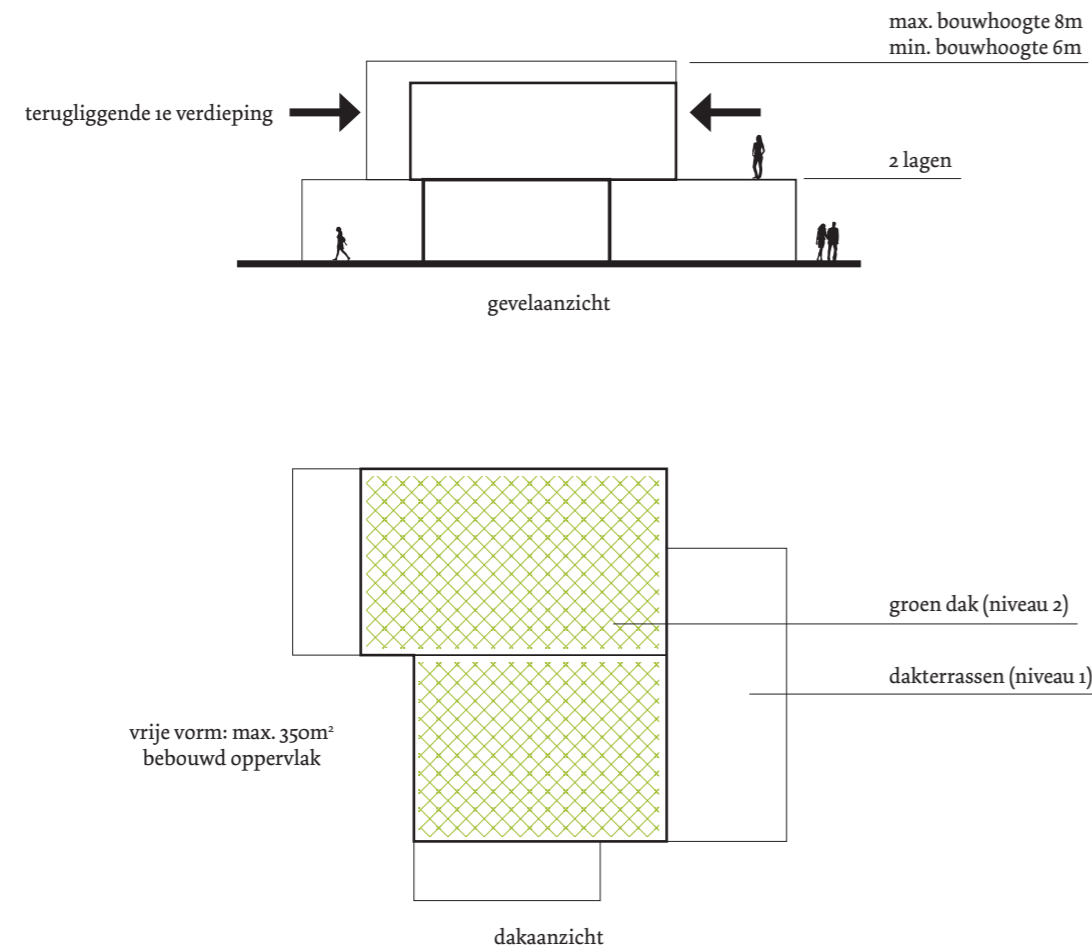 max. bouwhoogte 8m
min. bouwhoogte 6m
terugliggende 1e verdieping
2 lagen
gevelaanzicht
groen dak (niveau 2)
dakterrassen (niveau 1)
vrije vorm: max. 350m²
bebouwd oppervlak
dakaanzicht